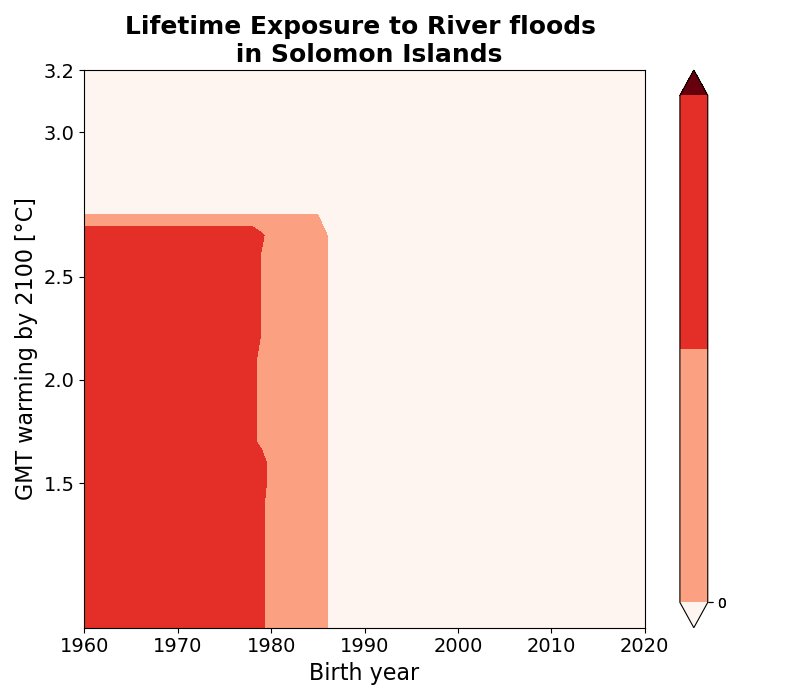 Lifetime Exposure to River floods
in Solomon Islands
GMT warming by 2100 [°C]
3.2
3.0
2.5
2.0
1.5
1960 1970 1980 1990 2000 2010 2020
Birth year
0